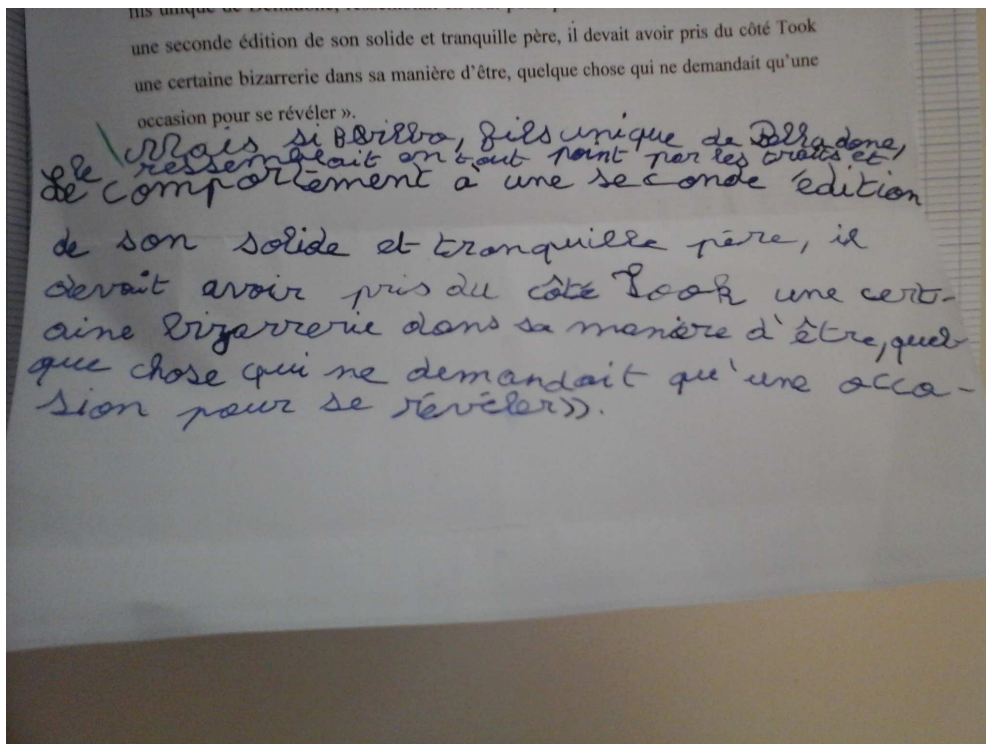 fils unique de
une seconde édition de son solide et tranquille père, il devait avoir pris du côté Took
une certaine bizarrerie dans sa manière d'être, quelque chose qui ne demandait qu'une
occasion pour se révéler ».
Mais si Bilbo, fils unique de Belladone,
ressemblait en tout point par les traits et
le comportement à une seconde édition
de son solide et tranquille père, il
devait avoir pris du côté Took une cert-
aine bizarrerie dans sa manière d'être, quel-
que chose qui ne demandait qu'une occa-
sion pour se révéler».